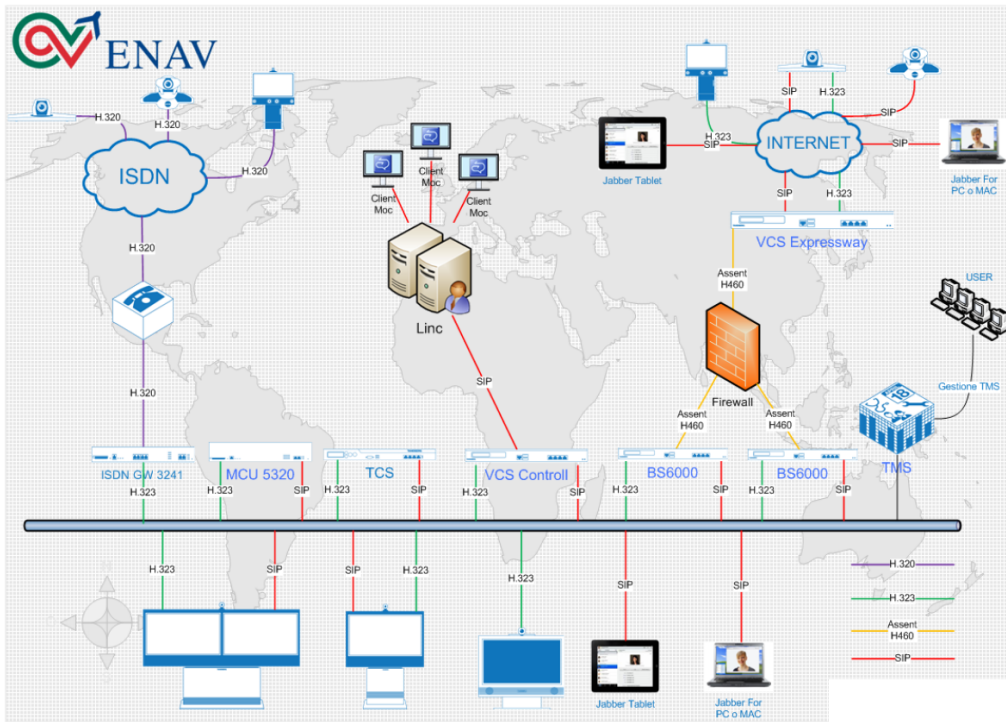 ENAV
SIP
H.323
SIP
H.320
H.320
H.320
ISDN
H.323
SIP
INTERNET
SIP
Jabber Tablet
Jabber For
PC o MAC
Client
Moc
Client
Moc
Client
Moc
SIP
H.323
VCS Expressway
H.320
Assent
H460
USER
Linc
SIP
H.320
Firewall
Gestione TMS
Assent
H460
Assent
H460
ISDN GW 3241
MCU 5320
TCS
VCS Controll
BS6000
BS6000
TMS
H.323
H.323
SIP
H.323
SIP
H.323
SIP
H.323
SIP
H.323
SIP
H.323
SIP
SIP
H.323
H.323
SIP
SIP
H.320
H.323
Assent
H460
SIP
Jabber Tablet
Jabber For
PC o MAC